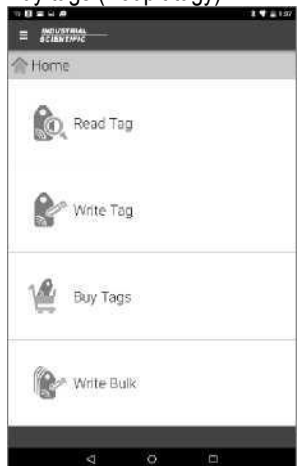 INDUSTRIAL
SCIENTIFIC
Home
Read Tag
Write Tag
Buy Tags
Write Bulk